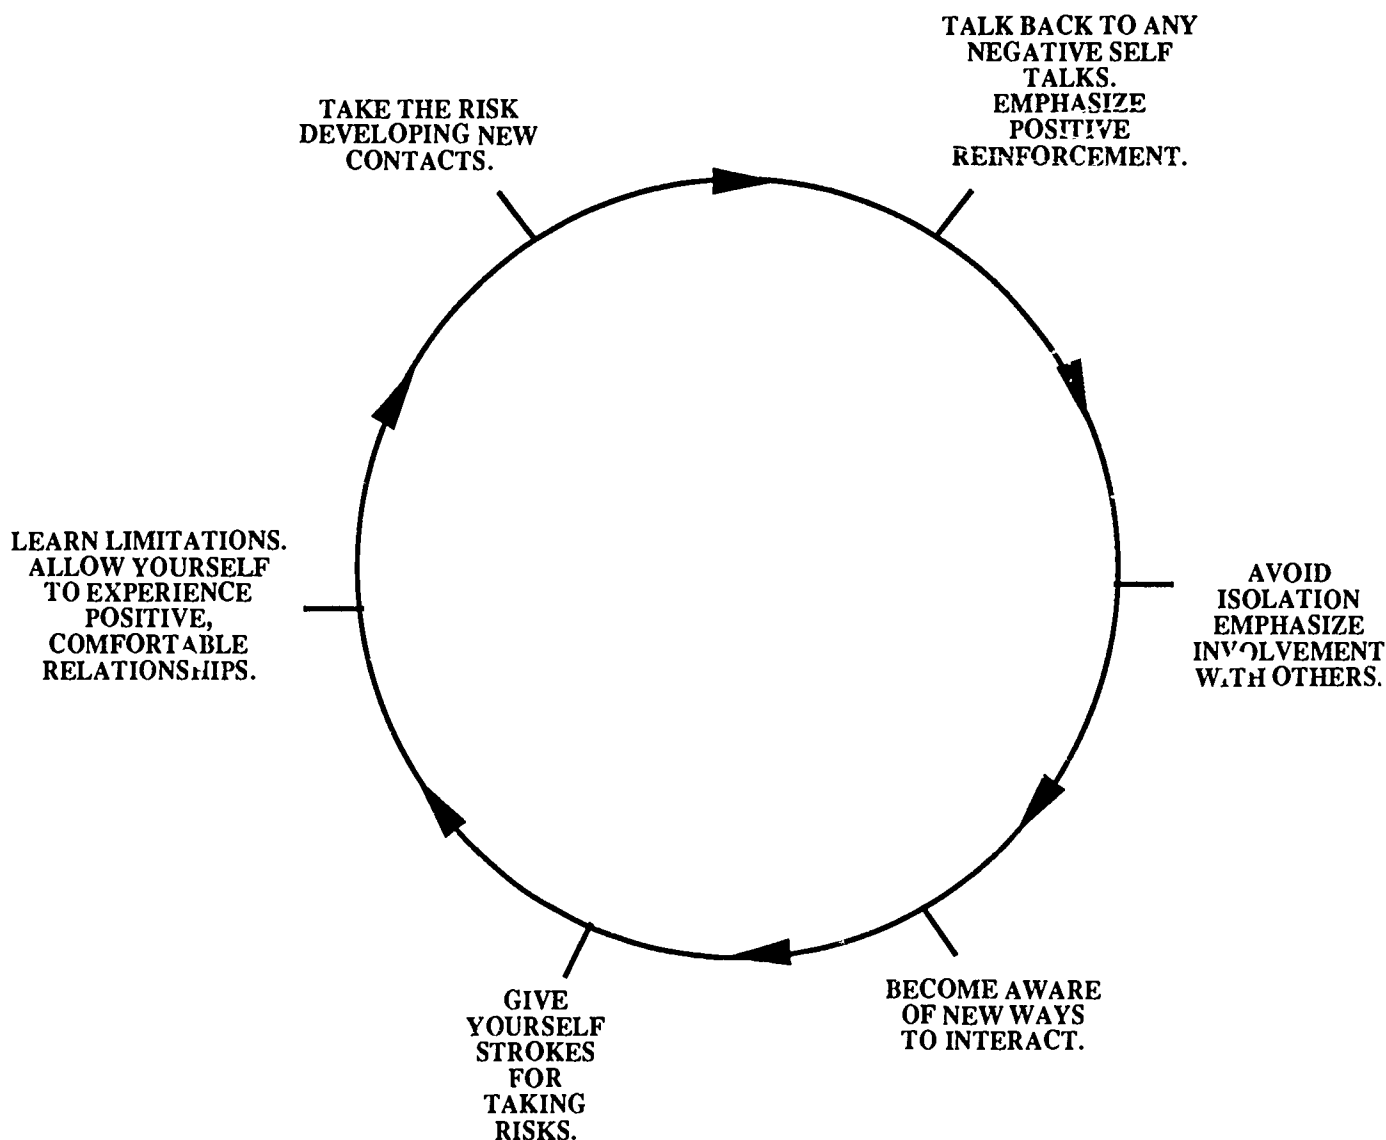 TAKE THE RISK
DEVELOPING NEW
CONTACTS.
TALK BACK TO ANY
NEGATIVE SELF
TALKS.
EMPHASIZE
POSITIVE
REINFORCEMENT.
AVOID
ISOLATION
EMPHASIZE
INVOLVEMENT
WITH OTHERS.
BECOME AWARE
OF NEW WAYS
TO INTERACT.
GIVE
YOURSELF
STROKES
FOR
TAKING
RISKS.
LEARN LIMITATIONS.
ALLOW YOURSELF
TO EXPERIENCE
POSITIVE,
COMFORTABLE
RELATIONSHIPS.